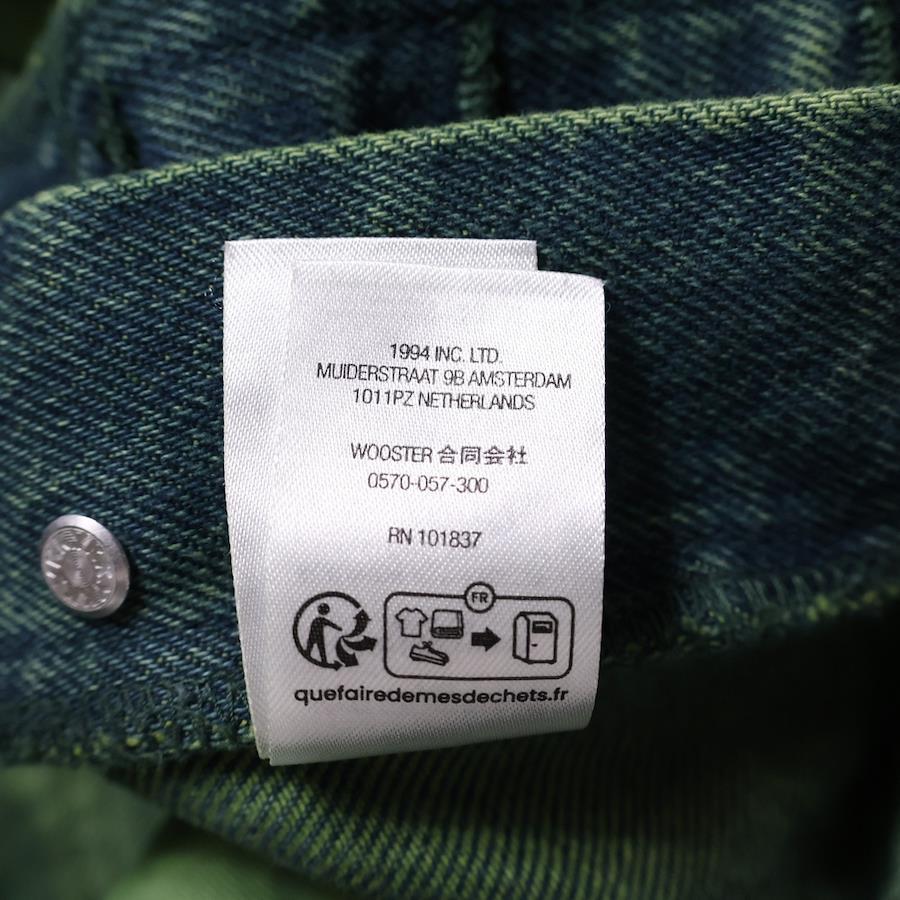 1994 INC. LTD.
MUIDERSTRAAT 9B AMSTERDAM
1011PZ NETHERLANDS
WOOSTER 合同会社
0570-057-300
RN 101837
FR
quefairedemesdechets.fr